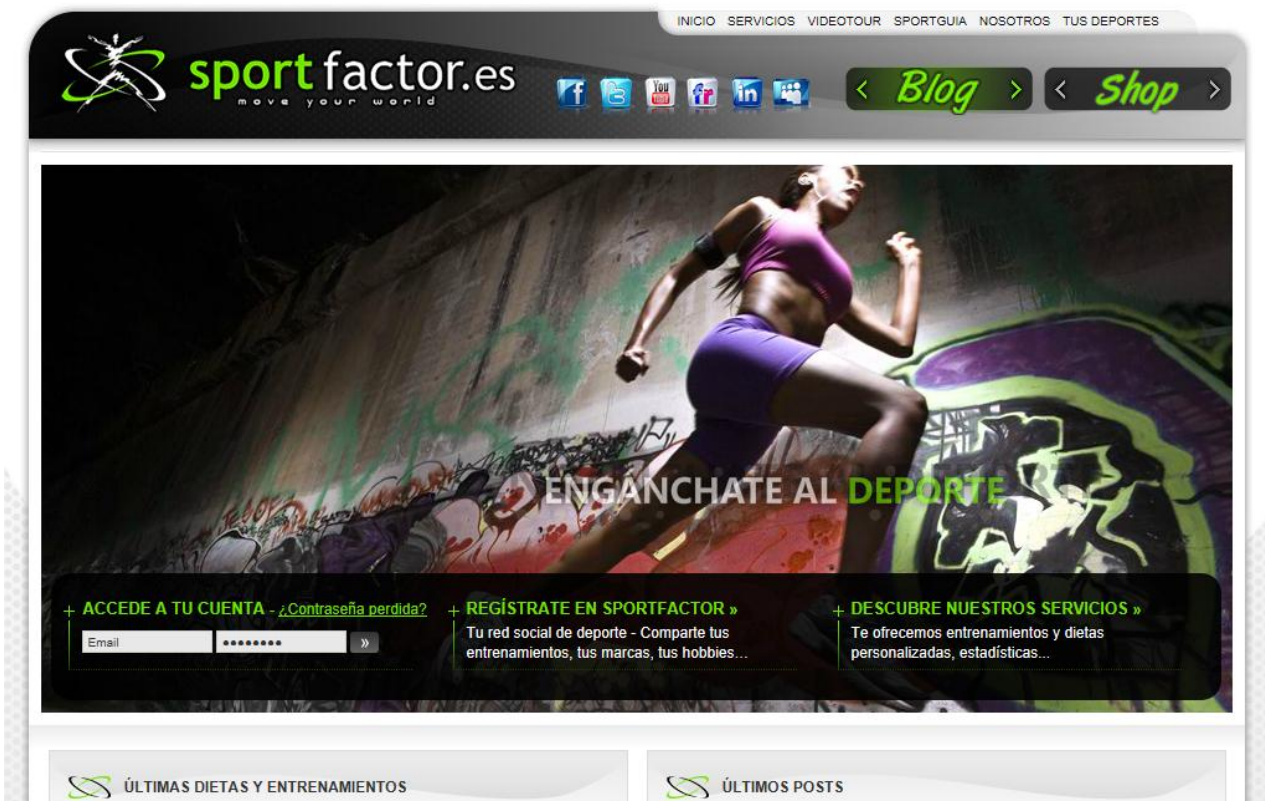 INICIO SERVICIOS VIDEOTOUR SPORTGUIA NOSOTROS TUS DEPORTES
sportfactor.es
move your world
You
Blog
Shop
ENGÁNCHATE AL DEPORTE
ACCEDE A TU CUENTA - ¿Contraseña perdida?
Email
»
REGÍSTRATE EN SPORTFACTOR »
Tu red social de deporte - Comparte tus
entrenamientos, tus marcas, tus hobbies...
DESCUBRE NUESTROS SERVICIOS »
Te ofrecemos entrenamientos y dietas
personalizadas, estadísticas...
ÚLTIMAS DIETAS Y ENTRENAMIENTOS
ÚLTIMOS POSTS